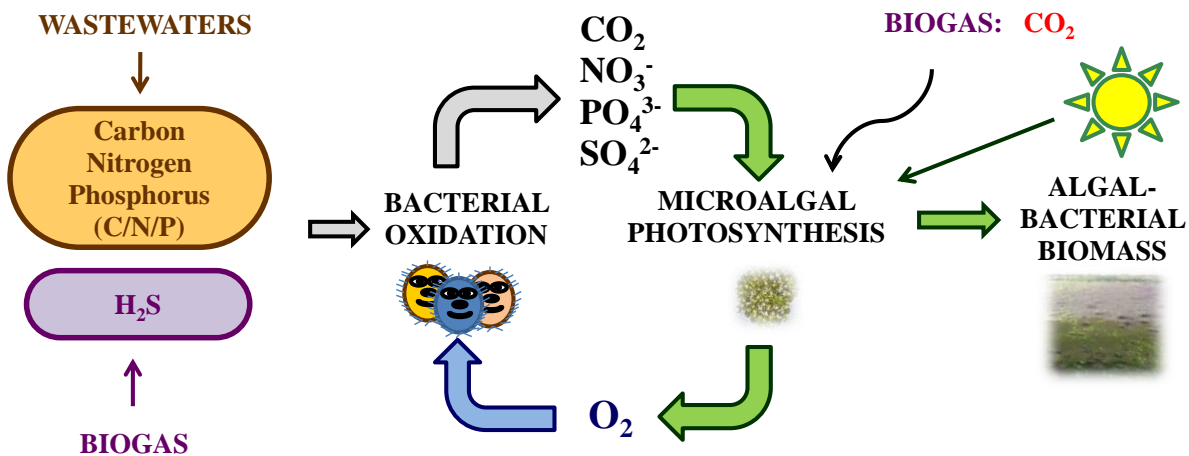 WASTEWATERS
Carbon
Nitrogen
Phosphorus
(C/N/P)
H₂S
BIOGAS
BACTERIAL
OXIDATION
CO₂
NO₃⁻
PO₄³⁻
SO₄²⁻
O₂
BIOGAS: CO₂
MICROALGAL
PHOTOSYNTHESIS
ALGAL-
BACTERIAL
BIOMASS